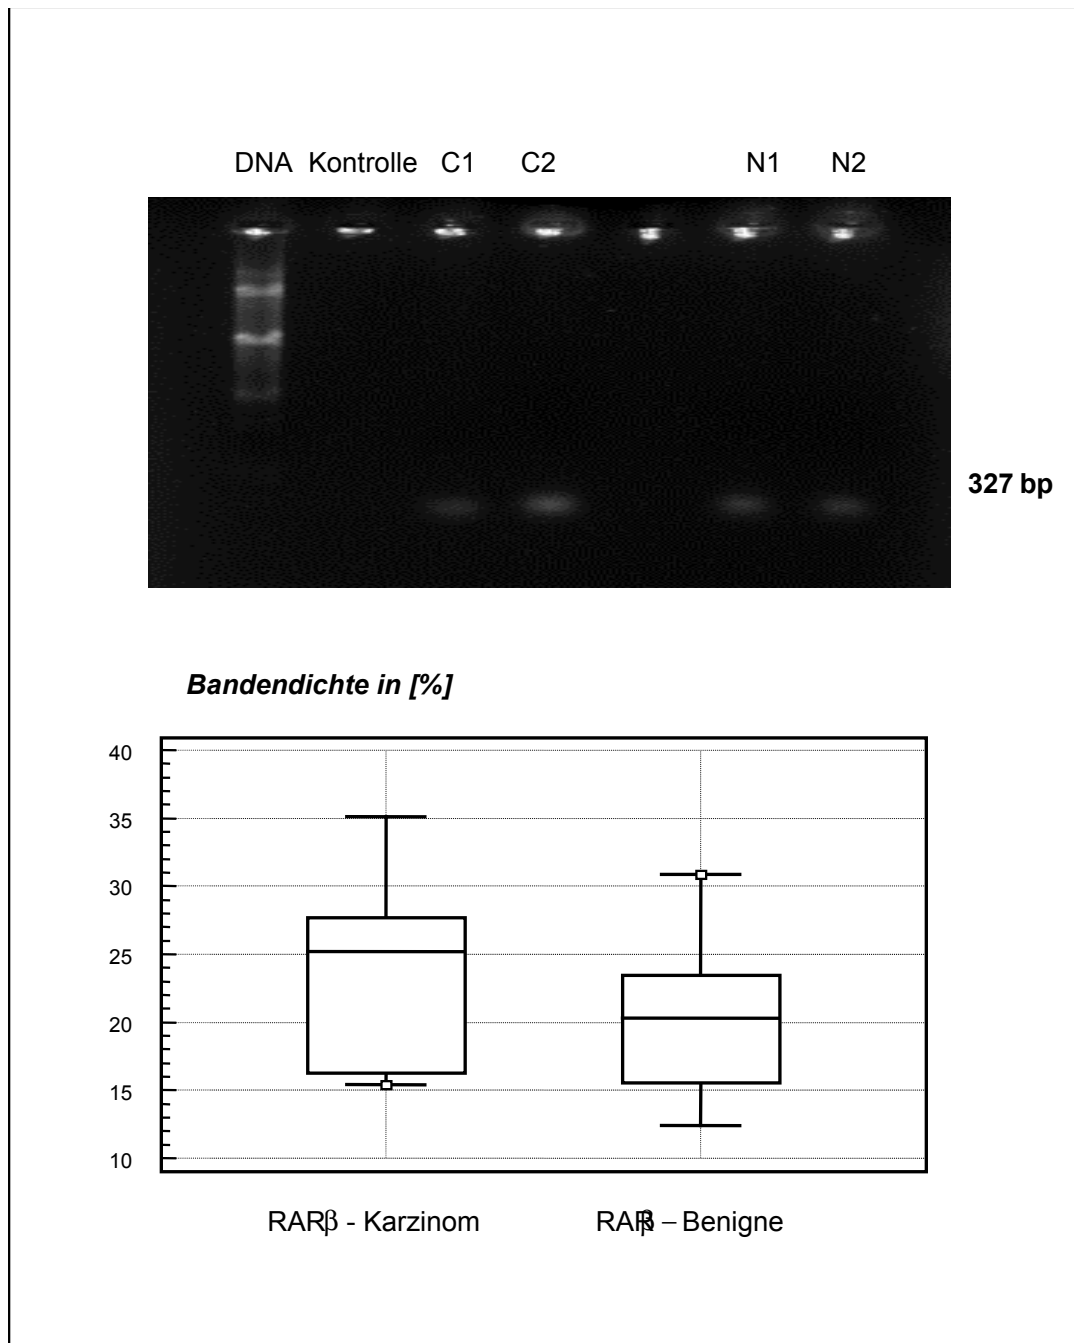 DNA Kontrolle C1 C2 N1 N2
327 bp
Bandendichte in [%]
40
35
30
25
20
15
10
RARβ - Karzinom RARβ – Benigne